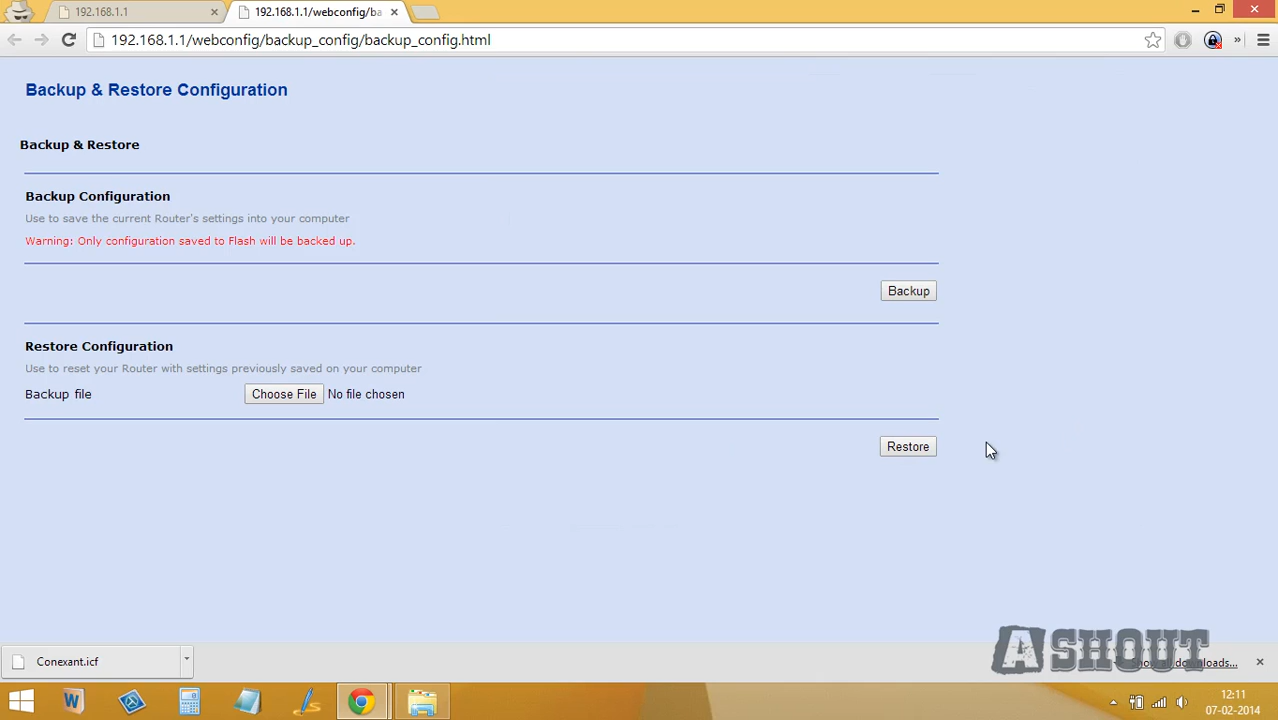 192.168.1.1
192.168.1.1/webconfig/ba
192.168.1.1/webconfig/backup_config/backup_config.html
Backup & Restore Configuration
Backup & Restore
Backup Configuration
Use to save the current Router's settings into your computer
Warning: Only configuration saved to Flash will be backed up.
Backup
Restore Configuration
Use to reset your Router with settings previously saved on your computer
Backup file
Choose File No file chosen
Restore
ASHOUT
Conexant.icf
Show all downloads...
12:11
07-02-2014